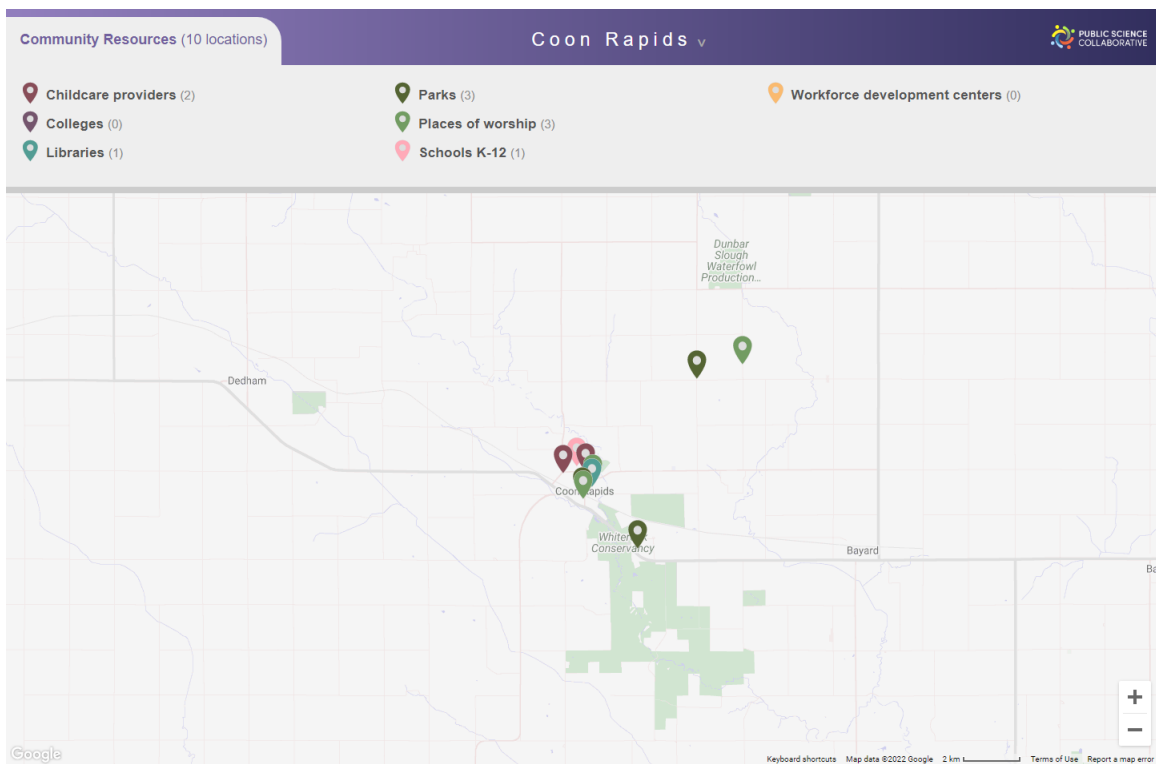 Community Resources (10 locations)
Coon Rapids v
PUBLIC SCIENCE
COLLABORATIVE
Childcare providers (2)
Parks (3)
Workforce development centers (0)
Colleges (0)
Places of worship (3)
Libraries (1)
Schools K-12 (1)
Dunbar
Slough
Waterfowl
Production...
Dedham
Coon Rapids
Conservancy
Bayard
Ba
Google
Keyboard shortcuts
Map data ©2022 Google
2 km
Terms of Use
Report a map error